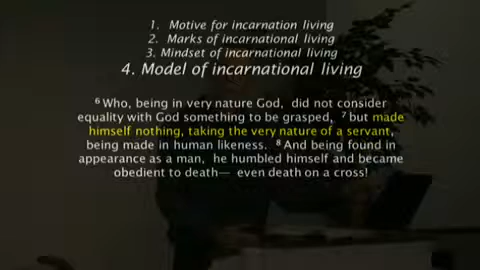 1. Motive for incarnation living
2. Marks of incarnational living
3. Mindset of incarnational living
4. Model of incarnational living
6 Who, being in very nature God, did not consider
equality with God something to be grasped, 7 but made
himself nothing, taking the very nature of a servant,
being made in human likeness. 8 And being found in
appearance as a man, he humbled himself and became
obedient to death— even death on a cross!